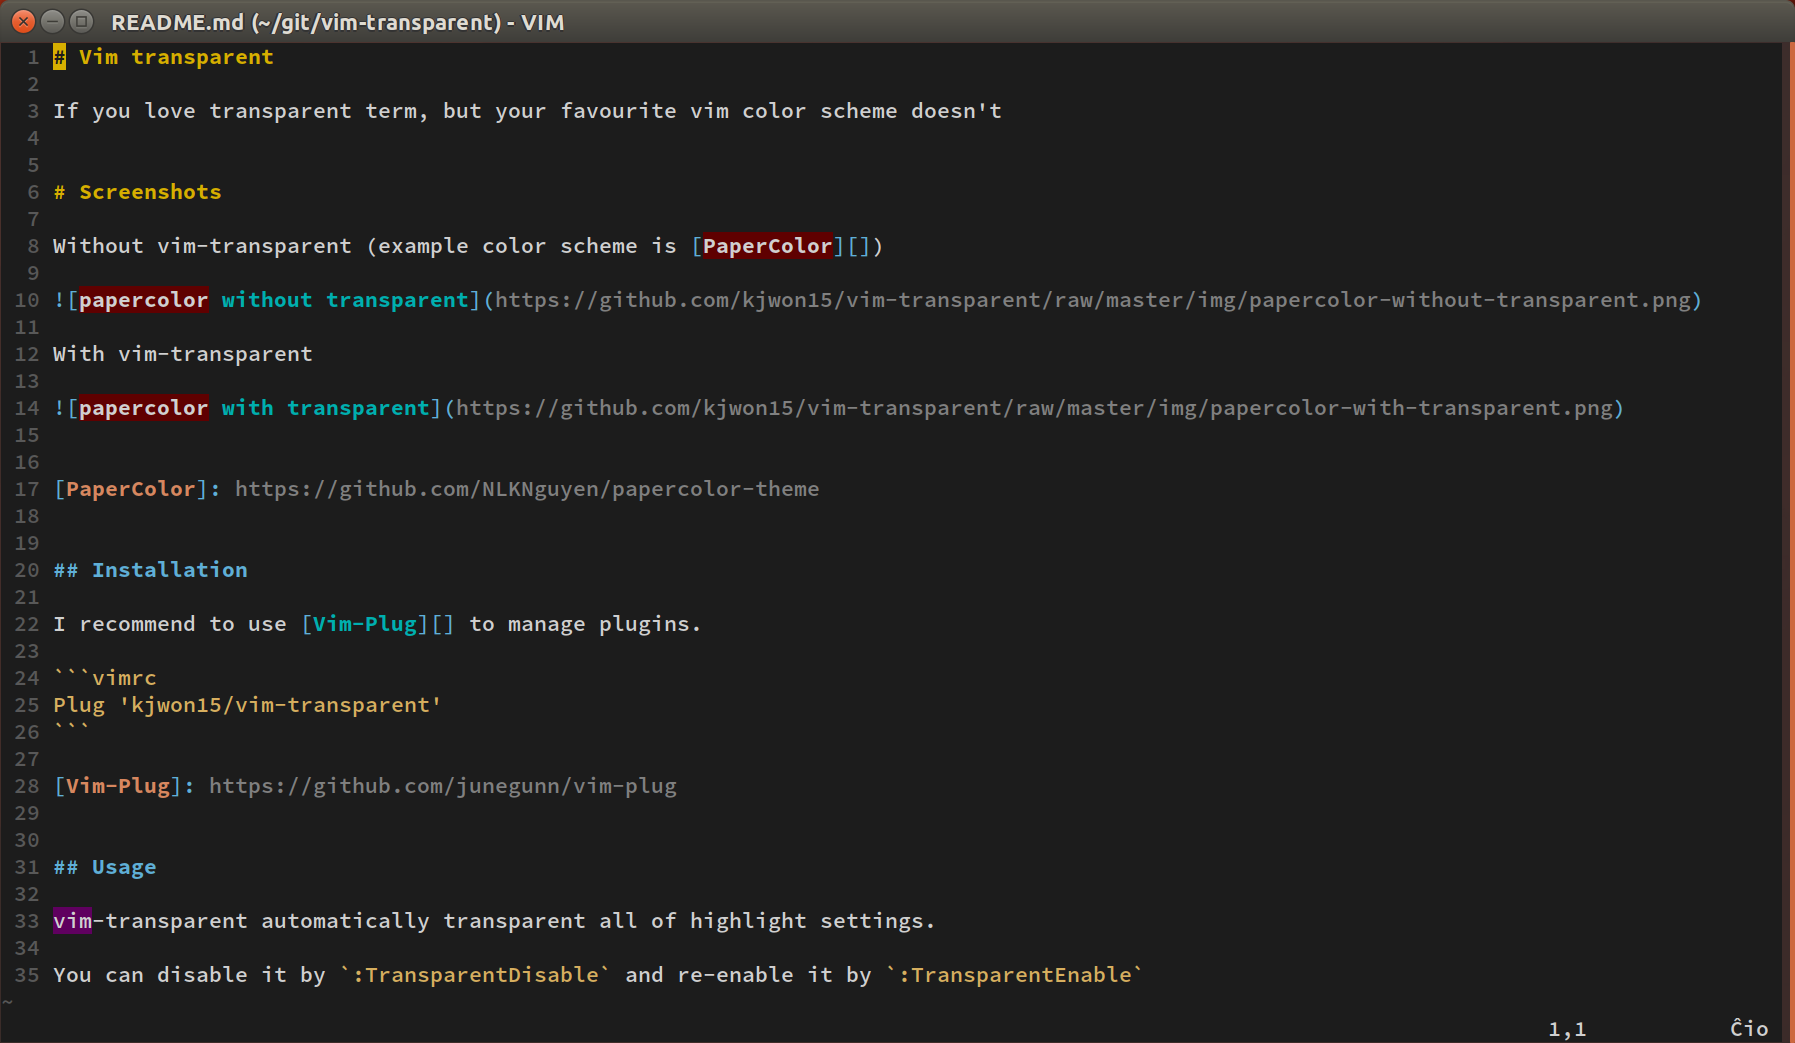 README.md (~/git/vim-transparent) - VIM
1 # Vim transparent
2
3 If you love transparent term, but your favourite vim color scheme doesn't
4
5
6 # Screenshots
7
8 Without vim-transparent (example color scheme is [PaperColor][])
9
10 ![papercolor without transparent](https://github.com/kjwon15/vim-transparent/raw/master/img/papercolor-without-transparent.png)
11
12 With vim-transparent
13
14 ![papercolor with transparent](https://github.com/kjwon15/vim-transparent/raw/master/img/papercolor-with-transparent.png)
15
16
17 [PaperColor]: https://github.com/NLKNguyen/papercolor-theme
18
19
20 ## Installation
21
22 I recommend to use [Vim-Plug][] to manage plugins.
23
24 ```vimrc
25 Plug 'kjwon15/vim-transparent'
26 ```
27
28 [Vim-Plug]: https://github.com/junegunn/vim-plug
29
30
31 ## Usage
32
33 vim-transparent automatically transparent all of highlight settings.
34
35 You can disable it by `:TransparentDisable` and re-enable it by `:TransparentEnable`
~
1,1 Ĉio